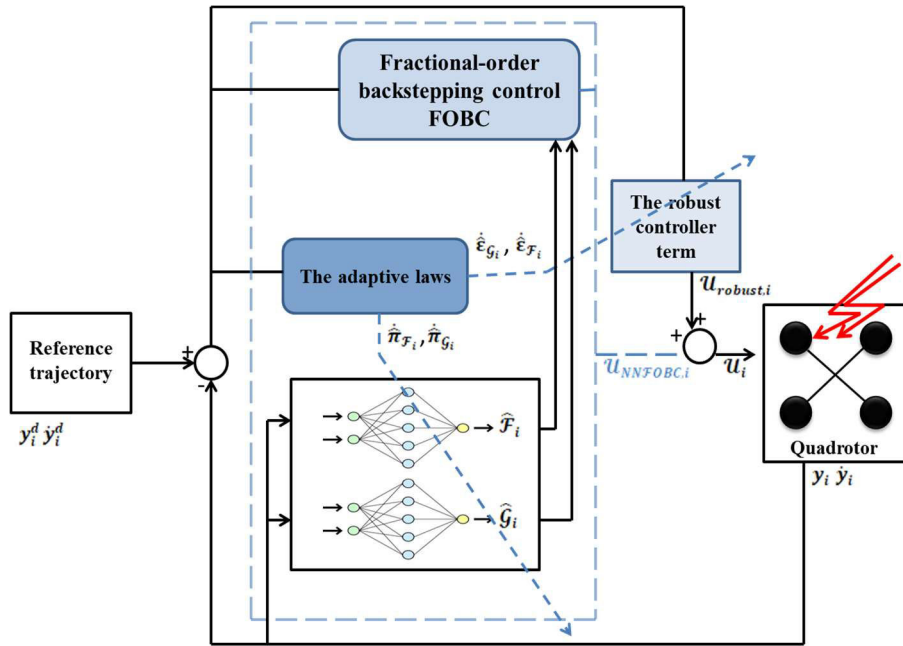 Fractional-order
backstepping control
FOBC
The robust
controller
term
ε̂̇_𝒢ᵢ , ε̂̇_ℱᵢ
The adaptive laws
𝒰_robust,i
π̂̇_ℱᵢ , π̂̇_𝒢ᵢ
+
+
+
-
Reference
trajectory
𝒰_NNFOBC,i
𝒰_i
y_i^d ẏ_i^d
ℱ̂_i
𝒢̂_i
Quadrotor
y_i ẏ_i